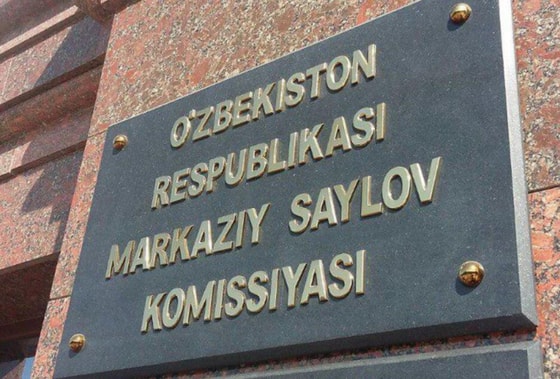 O'ZBEKISTON
RESPUBLIKASI
MARKAZIY SAYLOV
KOMISSIYASI